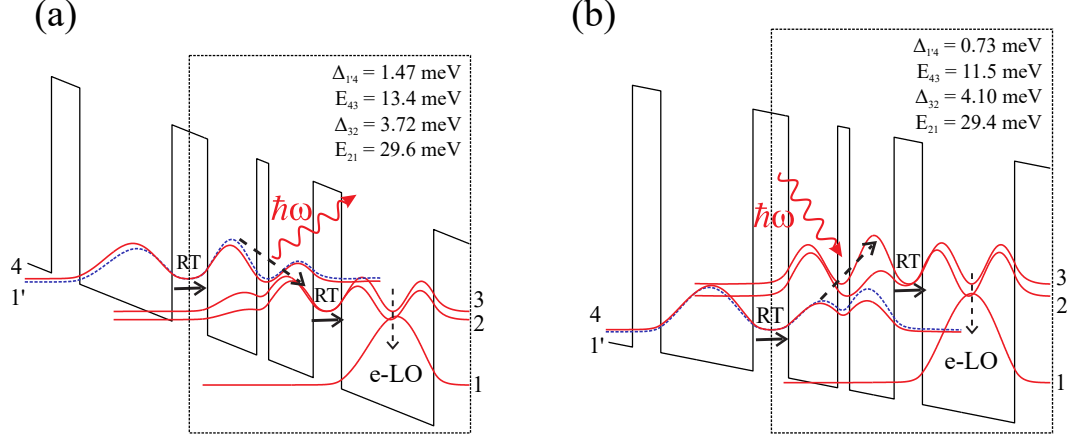 (a)
Δ1'4 = 1.47 meV
E43 = 13.4 meV
Δ32 = 3.72 meV
E21 = 29.6 meV
ħω
4
1'
RT
RT
3
2
e-LO
1
(b)
Δ1'4 = 0.73 meV
E43 = 11.5 meV
Δ32 = 4.10 meV
E21 = 29.4 meV
ħω
RT
3
2
4
1'
RT
e-LO
1